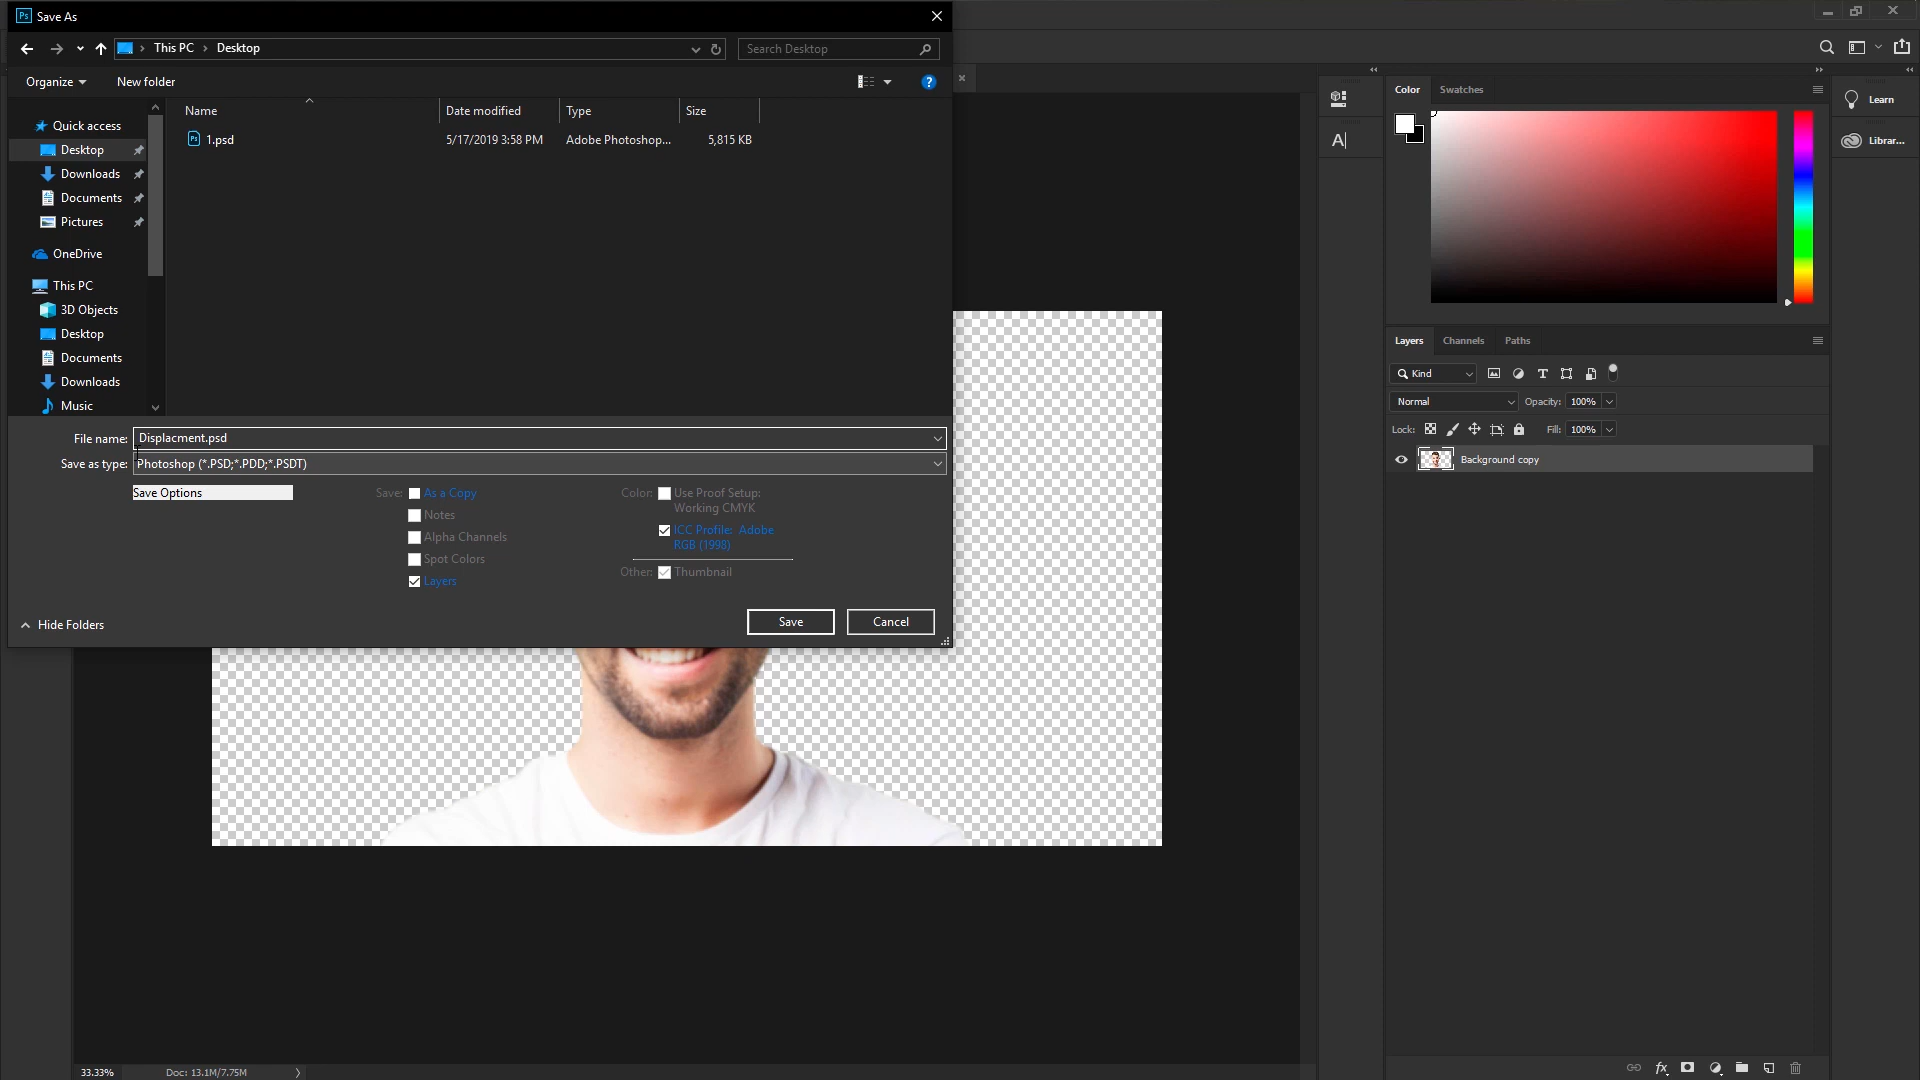 Ps Save As
This PC Desktop
Search Desktop
Organize New folder
Name Date modified Type Size
Quick access
Ps 1.psd 5/17/2019 3:58 PM Adobe Photoshop... 5,815 KB
Desktop
Downloads
Documents
Pictures
OneDrive
This PC
3D Objects
Desktop
Documents
Downloads
Music
File name: Displacment.psd
Save as type: Photoshop (*.PSD;*.PDD;*.PSDT)
Save Options
Save: As a Copy
Notes
Alpha Channels
Spot Colors
Layers
Color: Use Proof Setup:
Working CMYK
ICC Profile: Adobe
RGB (1998)
Other: Thumbnail
Hide Folders
Save Cancel
Color Swatches
Learn
Librar...
Layers Channels Paths
Kind
Normal Opacity: 100%
Lock: Fill: 100%
Background copy
fx
33.33% Doc: 13.1M/7.75M